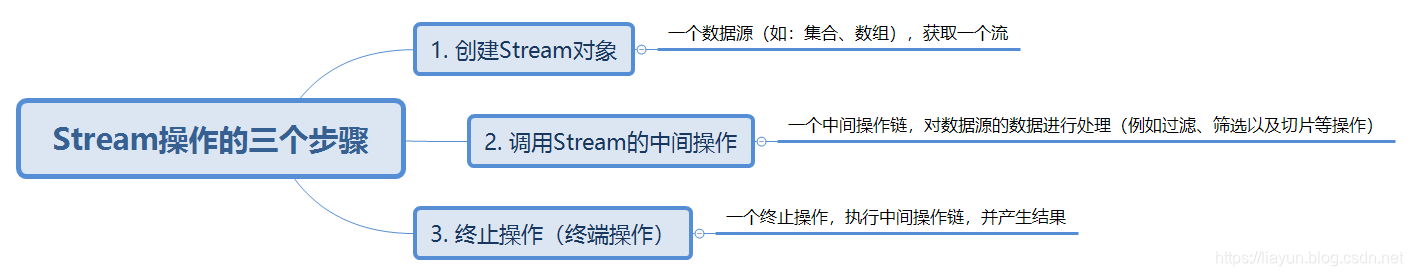 Stream操作的三个步骤
1. 创建Stream对象
一个数据源（如：集合、数组），获取一个流
2. 调用Stream的中间操作
一个中间操作链，对数据源的数据进行处理（例如过滤、筛选以及切片等操作）
3. 终止操作（终端操作）
一个终止操作，执行中间操作链，并产生结果
https://liayun.blog.csdn.net